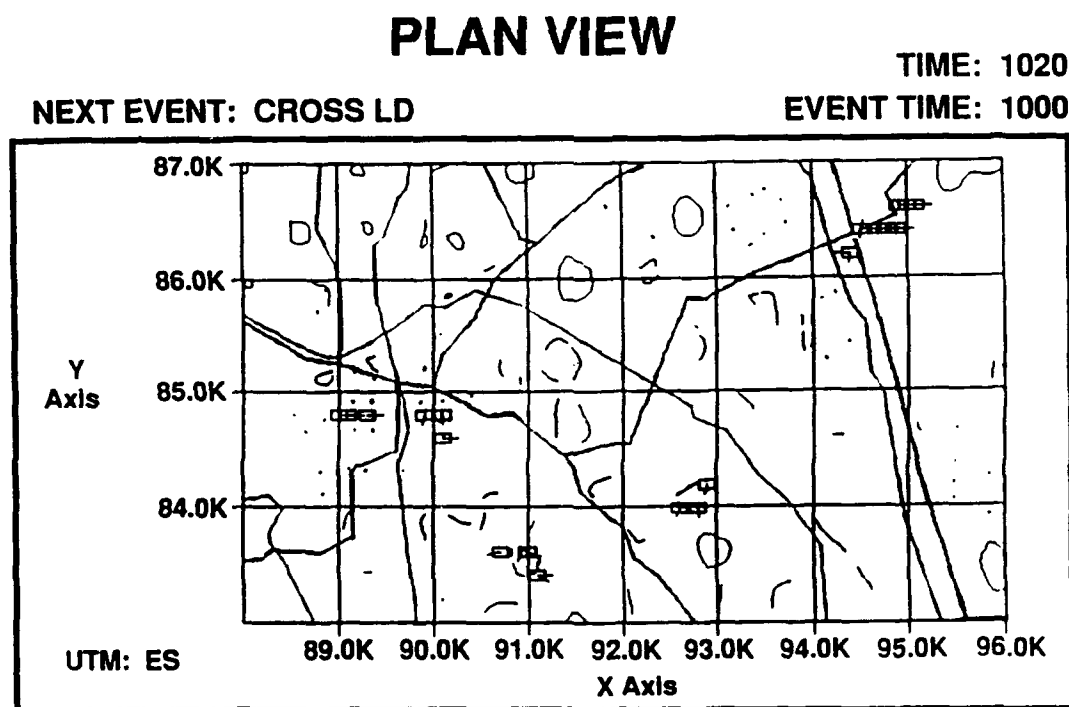 PLAN VIEW
TIME: 1020
NEXT EVENT: CROSS LD
EVENT TIME: 1000
87.0K
86.0K
Y
Axis
85.0K
84.0K
UTM: ES
89.0K 90.0K 91.0K 92.0K 93.0K 94.0K 95.0K 96.0K
X Axis